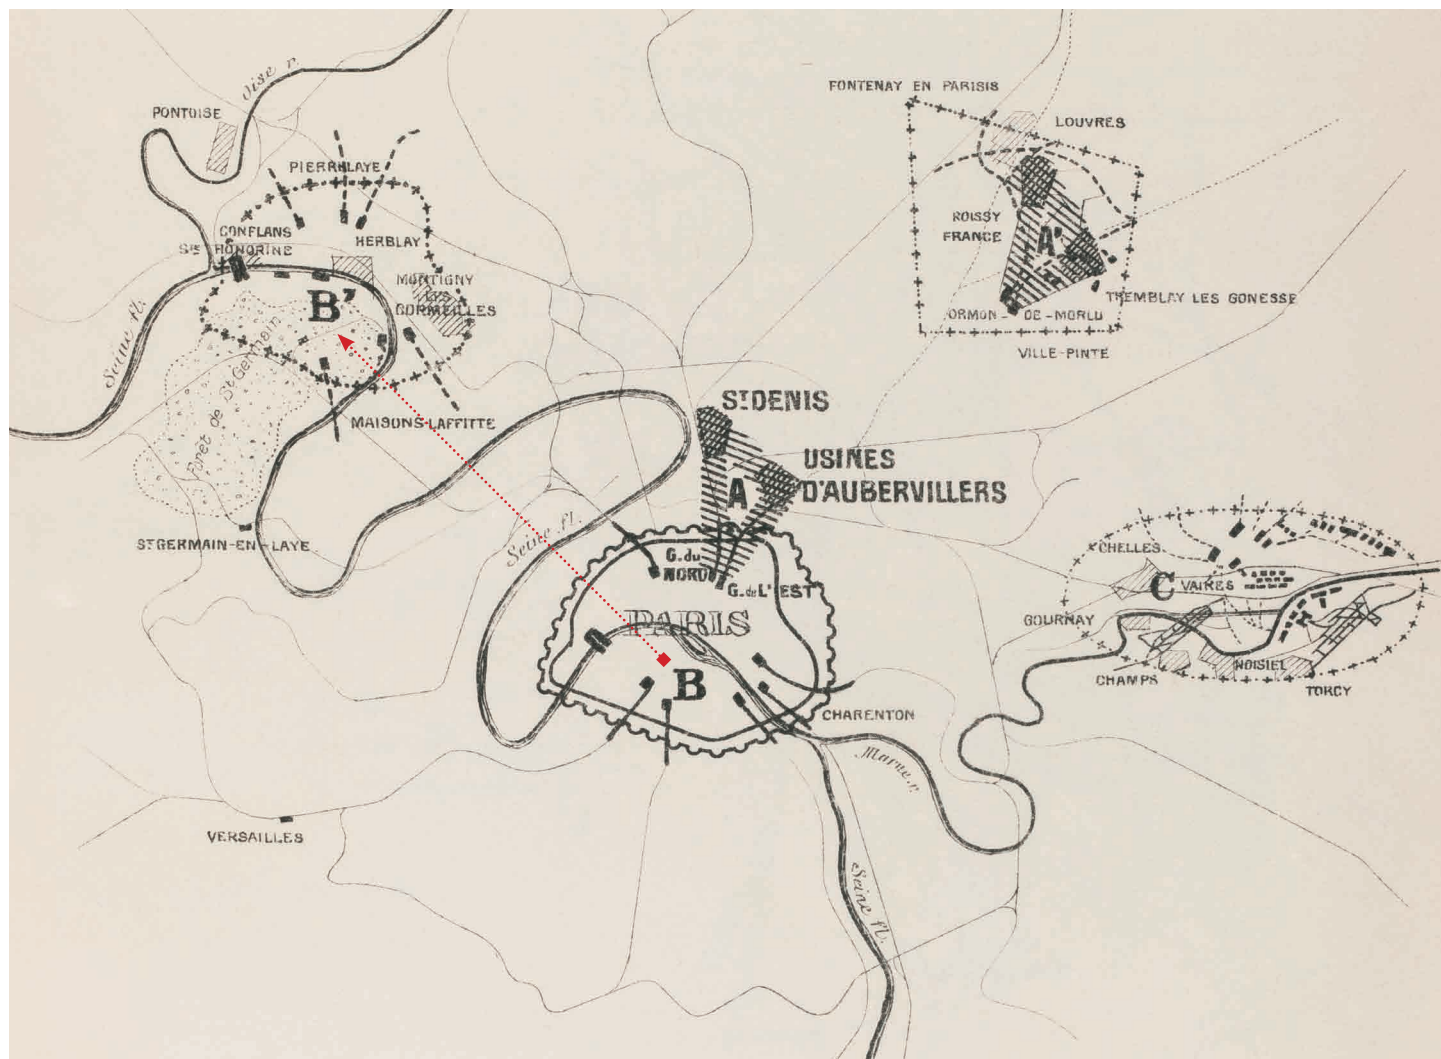 Oise r.
PONTOISE
PIERRELAYE
CONFLANS
STE HONORINE
HERBLAY
MONTIGNY
LES
CORMEILLES
B'
Seine fl.
Forêt de St Germain
MAISONS-LAFFITTE
ST GERMAIN-EN-LAYE
VERSAILLES
FONTENAY EN PARISIS
LOUVRES
ROISSY
FRANCE
A'
TREMBLAY LES GONESSE
ORMON-DE-MORLU
VILLE-PINTE
ST DENIS
USINES
D'AUBERVILLERS
A
Seine fl.
G. du
NORD
G. de L'EST
PARIS
B
CHARENTON
Marne r.
Seine fl.
CHELLES
C
VAIRES
GOURNAY
CHAMPS
NOISIEL
TORCY